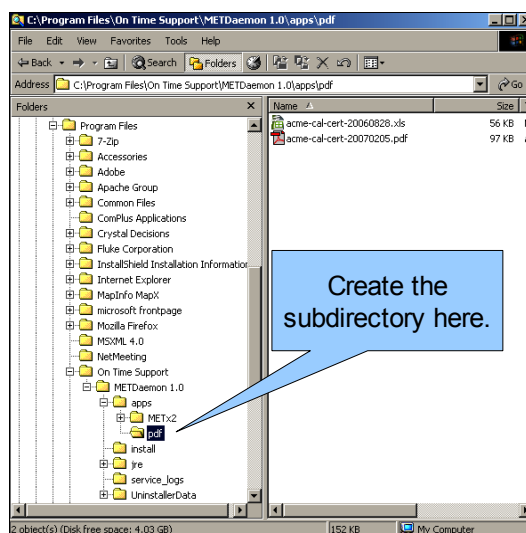 C:\Program Files\On Time Support\METDaemon 1.0\apps\pdf
File Edit View Favorites Tools Help
Back Search Folders
Address C:\Program Files\On Time Support\METDaemon 1.0\apps\pdf Go
Folders
Name Size
Program Files
7-Zip
Accessories
Adobe
Apache Group
Common Files
ComPlus Applications
Crystal Decisions
Fluke Corporation
InstallShield Installation Information
Internet Explorer
MapInfo MapX
microsoft frontpage
Mozilla Firefox
MSXML 4.0
NetMeeting
On Time Support
METDaemon 1.0
apps
METx2
pdf
install
jre
service_logs
UninstallerData
acme-cal-cert-20060828.xls 56 KB
acme-cal-cert-20070205.pdf 97 KB
Create the
subdirectory here.
2 object(s) (Disk free space: 4.03 GB) 152 KB My Computer